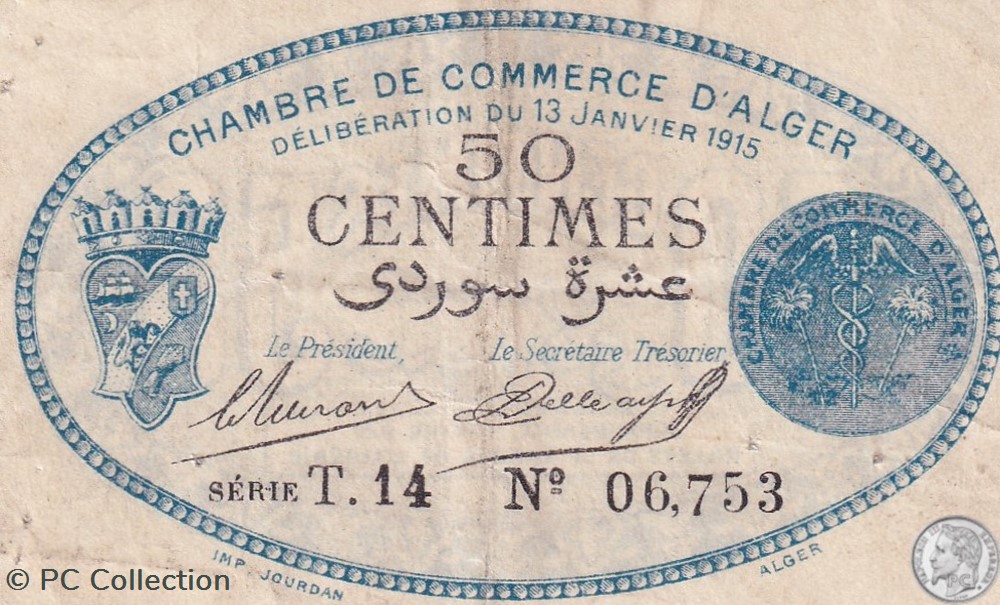 CHAMBRE DE COMMERCE D'ALGER
DÉLIBÉRATION DU 13 JANVIER 1915
50
CENTIMES
عشرة سوردى
CHAMBRE DE COMMERCE D'ALGER
Le Président,
Le Secrétaire Trésorier,
SÉRIE T. 14 Nº 06,753
IMP. JOURDAN
ALGER
© PC Collection
PC